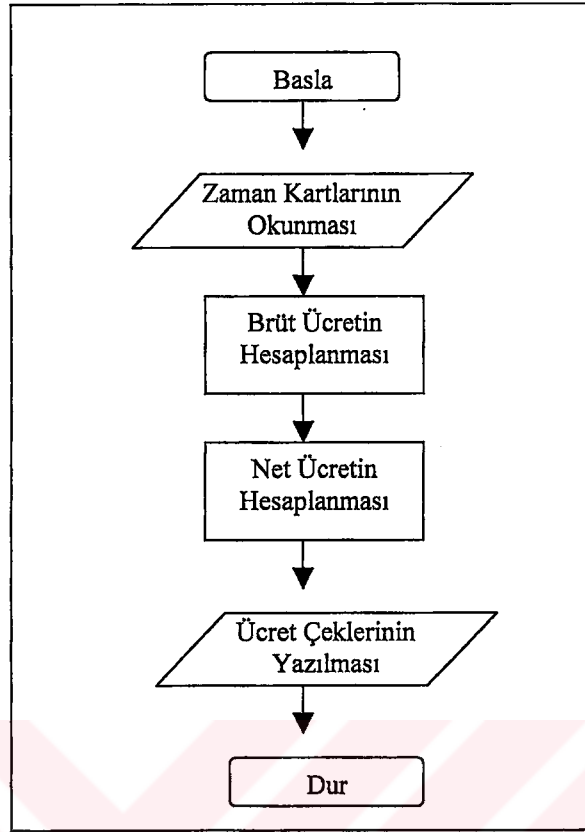 Basla
Zaman Kartlarının
Okunması
Brüt Ücretin
Hesaplanması
Net Ücretin
Hesaplanması
Ücret Çeklerinin
Yazılması
Dur